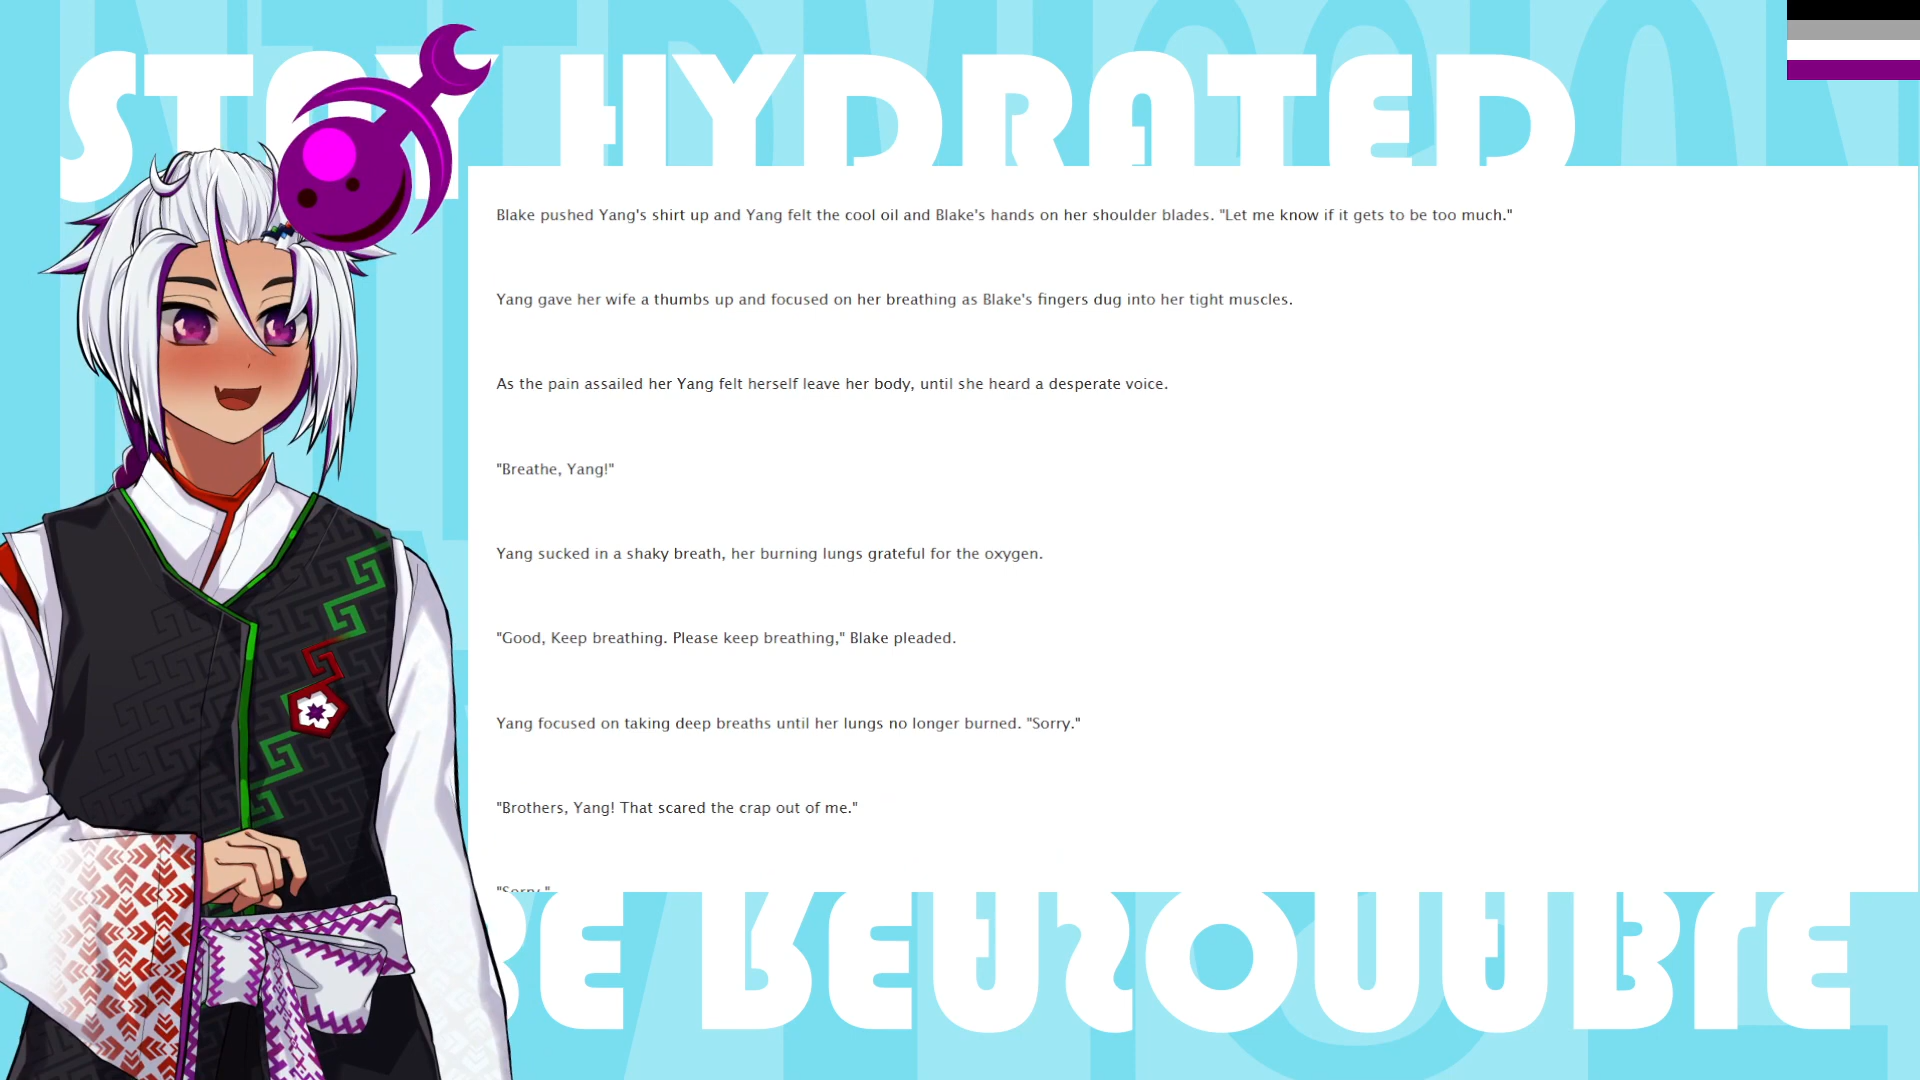 STAY HYDRATED
Blake pushed Yang's shirt up and Yang felt the cool oil and Blake's hands on her shoulder blades. "Let me know if it gets to be too much."
Yang gave her wife a thumbs up and focused on her breathing as Blake's fingers dug into her tight muscles.
As the pain assailed her Yang felt herself leave her body, until she heard a desperate voice.
"Breathe, Yang!"
Yang sucked in a shaky breath, her burning lungs grateful for the oxygen.
"Good, Keep breathing. Please keep breathing," Blake pleaded.
Yang focused on taking deep breaths until her lungs no longer burned. "Sorry."
"Brothers, Yang! That scared the crap out of me."
"Sorry."
BE